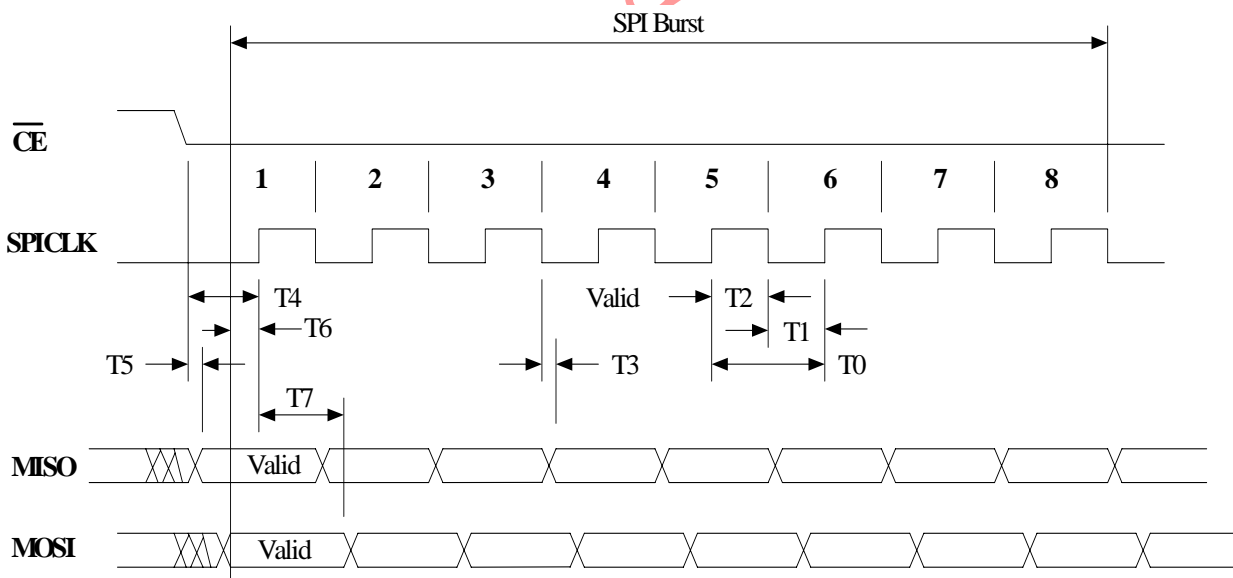 SPI Burst
CE
1 2 3 4 5 6 7 8
SPICLK
T4 Valid T2
T6 T1
T5 T3 T0
T7
MISO Valid
MOSI Valid